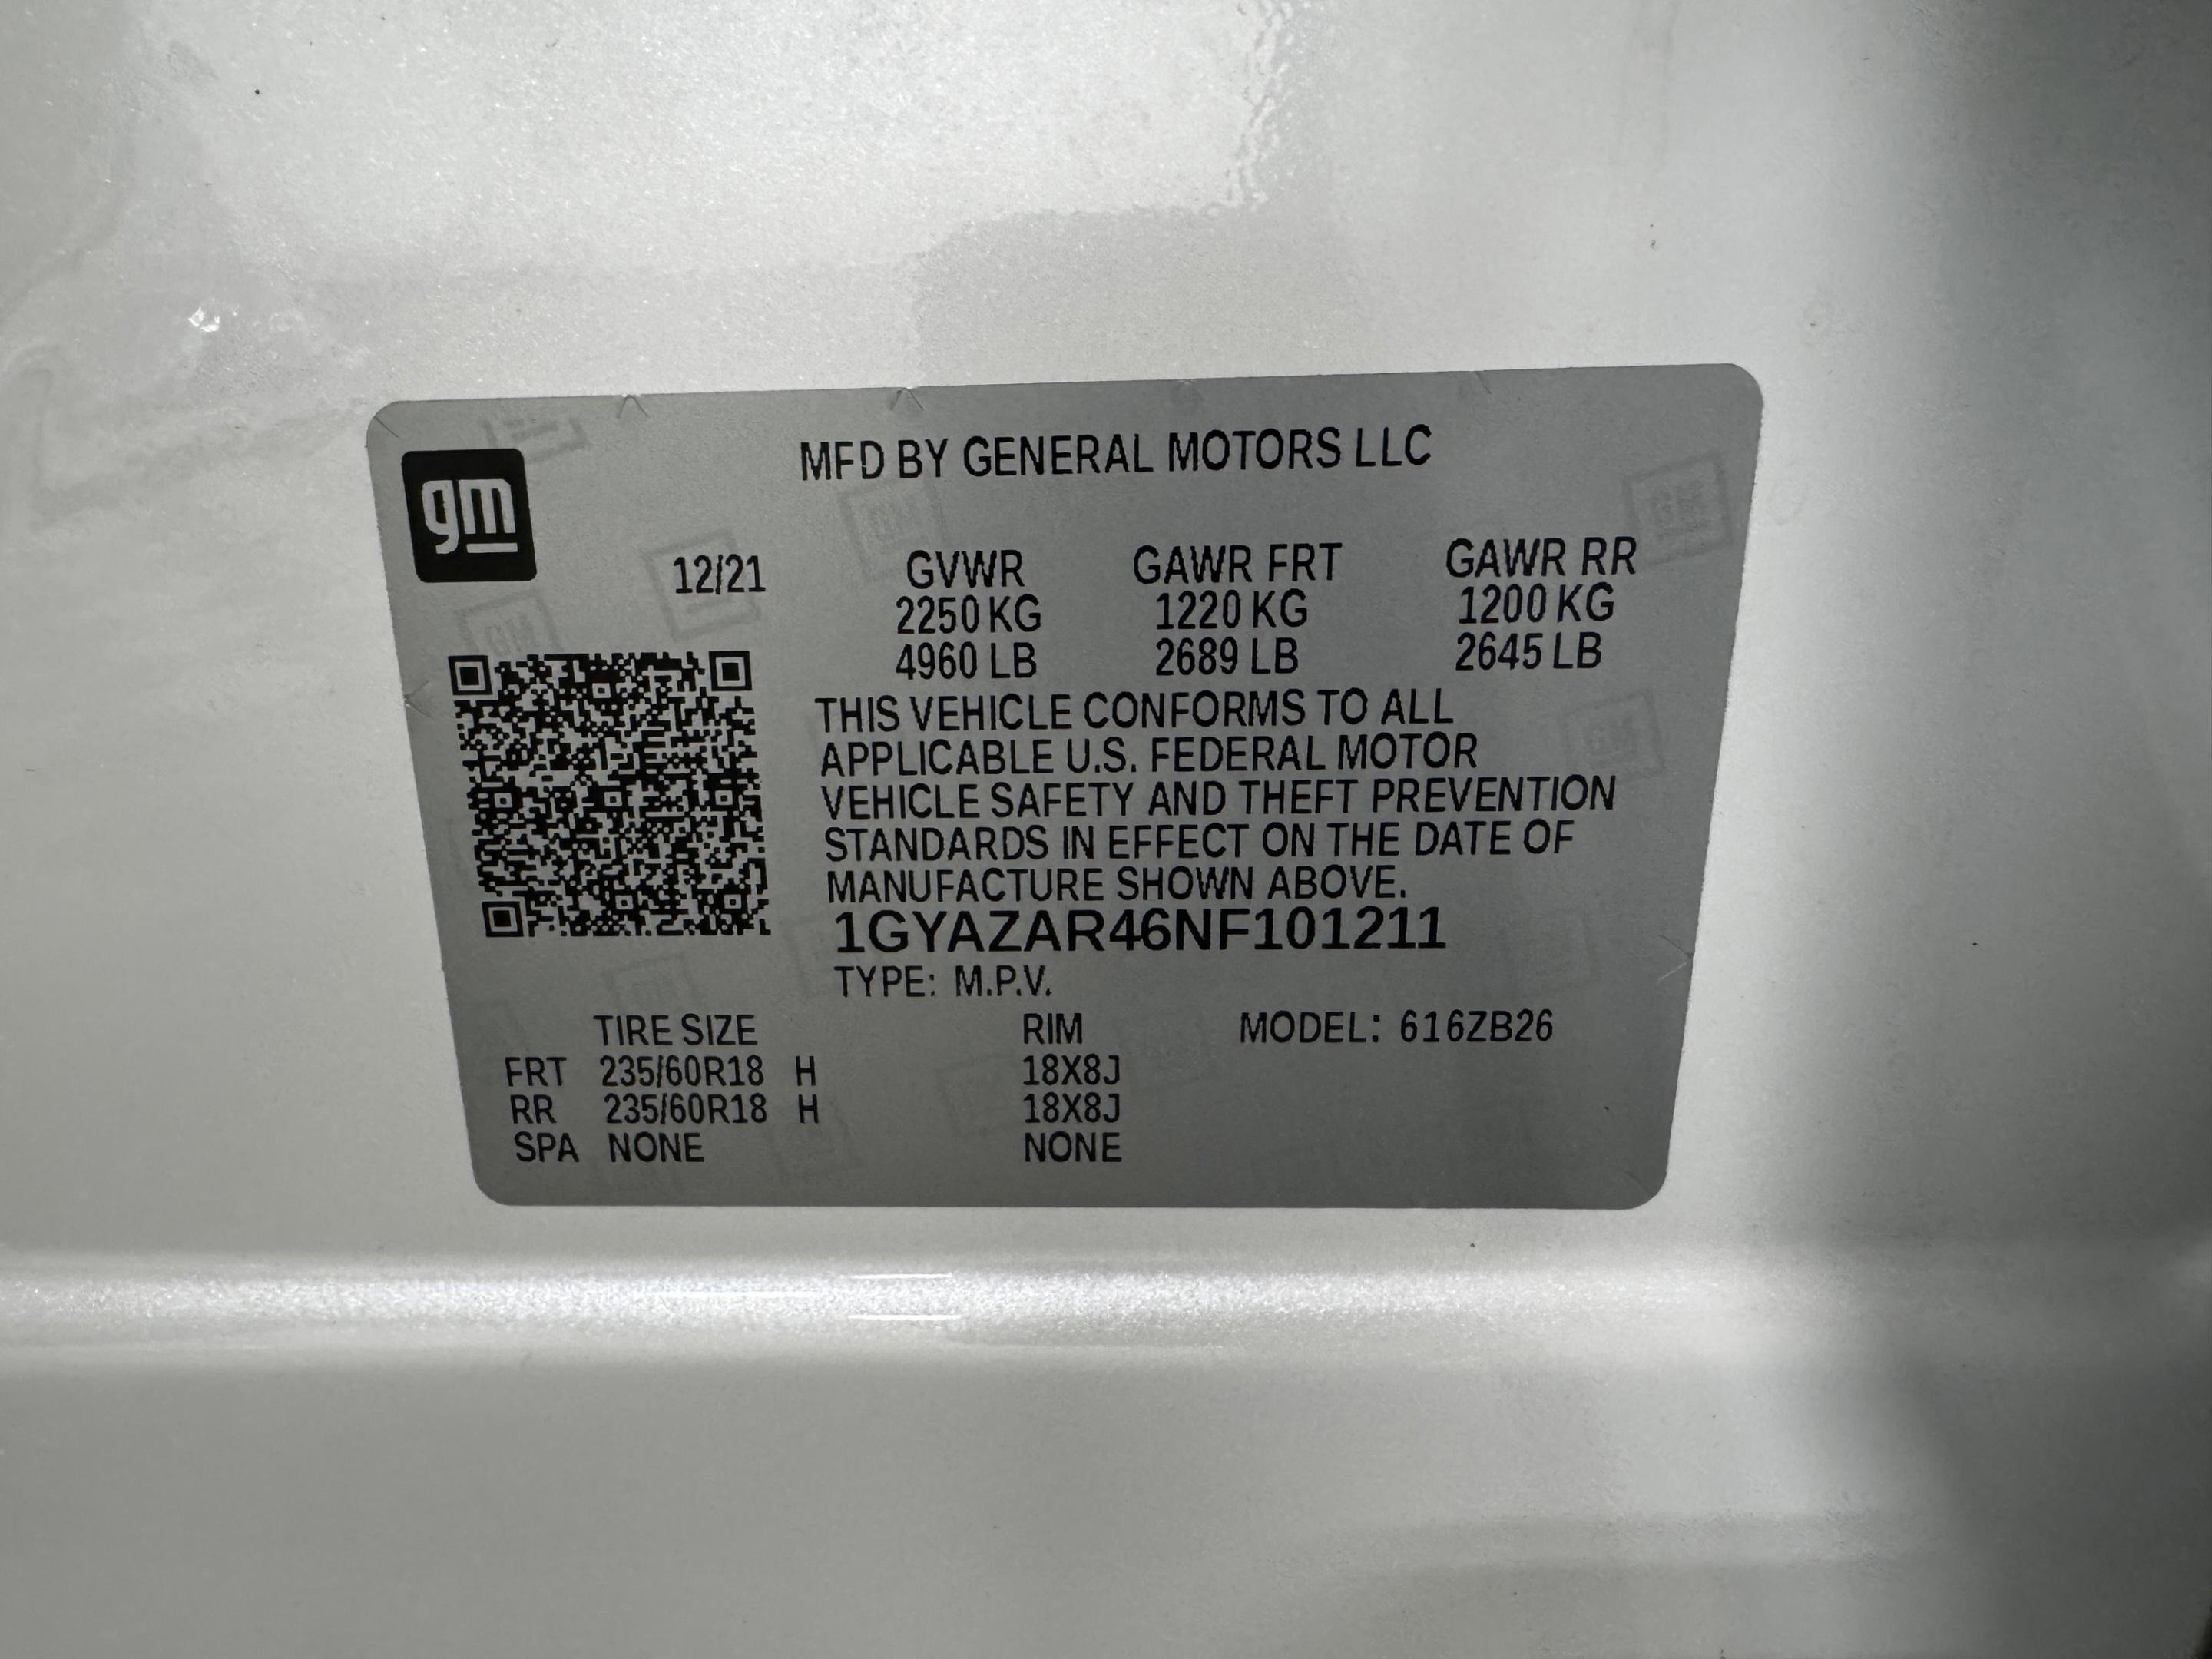 MFD BY GENERAL MOTORS LLC
gm
12/21 GVWR GAWR FRT GAWR RR
2250 KG 1220 KG 1200 KG
4960 LB 2689 LB 2645 LB
THIS VEHICLE CONFORMS TO ALL
APPLICABLE U.S. FEDERAL MOTOR
VEHICLE SAFETY AND THEFT PREVENTION
STANDARDS IN EFFECT ON THE DATE OF
MANUFACTURE SHOWN ABOVE.
1GYAZAR46NF101211
TYPE: M.P.V.
TIRE SIZE RIM MODEL: 616ZB26
FRT 235/60R18 H 18X8J
RR 235/60R18 H 18X8J
SPA NONE NONE